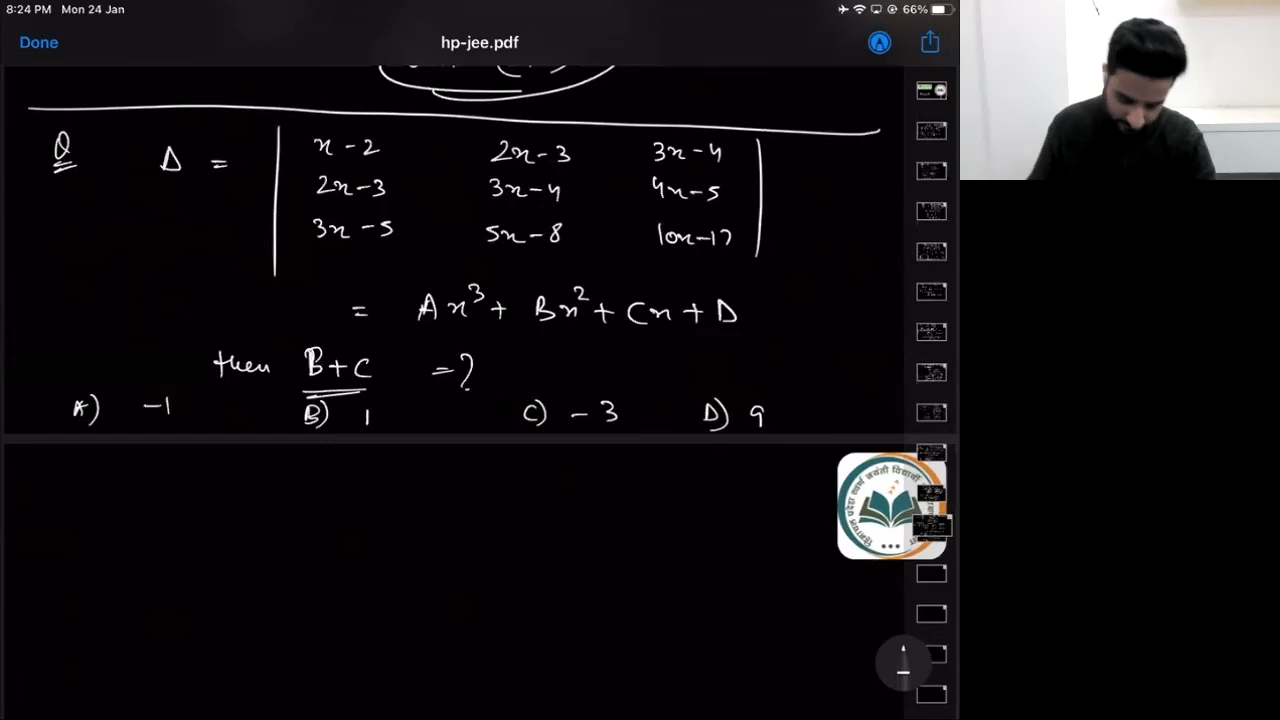 8:24 PM Mon 24 Jan
66%
Done
hp-jee.pdf
Q Δ = | x - 2 2x - 3 3x - 4 |
| 2x - 3 3x - 4 4x - 5 |
| 3x - 5 5x - 8 10x - 17 |
= Ax³ + Bx² + Cx + D
then B + C = ?
A) -1 B) 1 C) - 3 D) 9